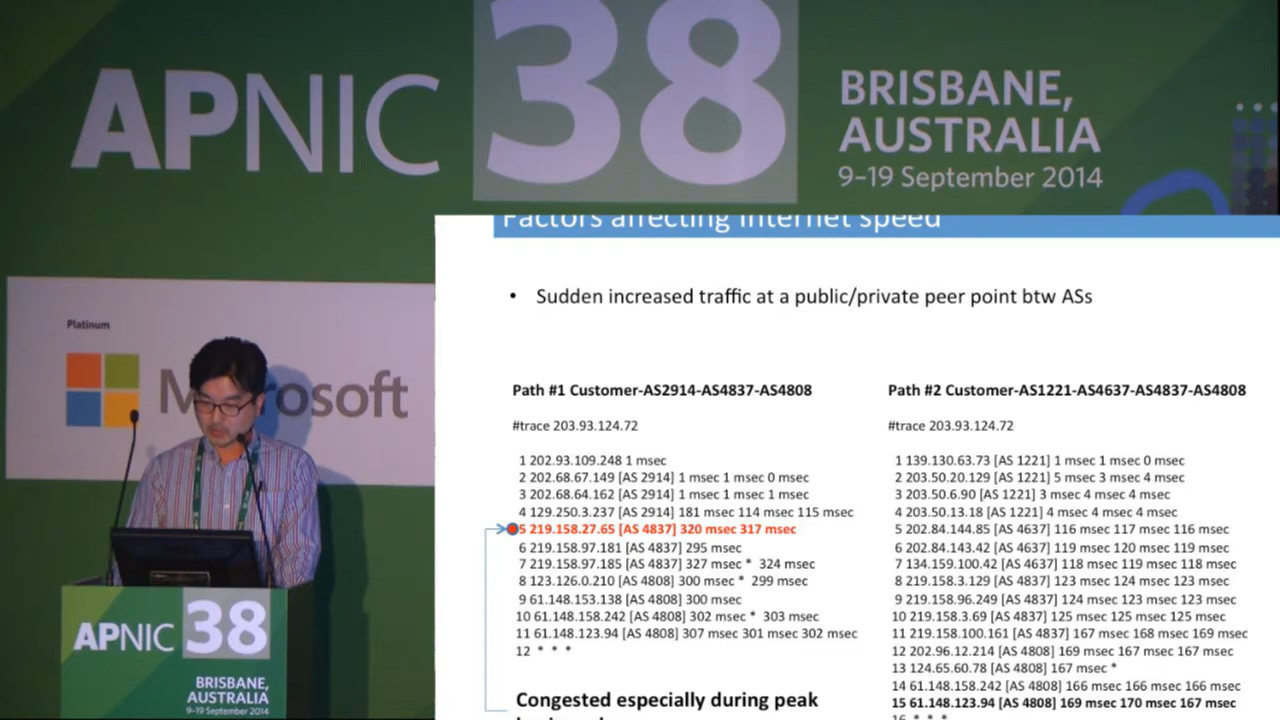 APNIC 38
BRISBANE,
AUSTRALIA
9–19 September 2014
Platinum
Microsoft
APNIC 38
BRISBANE,
AUSTRALIA
9–19 September 2014
Factors affecting internet speed
• Sudden increased traffic at a public/private peer point btw ASs
Path #1 Customer-AS2914-AS4837-AS4808
#trace 203.93.124.72
1 202.93.109.248 1 msec
2 202.68.67.149 [AS 2914] 1 msec 1 msec 0 msec
3 202.68.64.162 [AS 2914] 1 msec 1 msec 1 msec
4 129.250.3.237 [AS 2914] 181 msec 114 msec 115 msec
5 219.158.27.65 [AS 4837] 320 msec 317 msec
6 219.158.97.181 [AS 4837] 295 msec
7 219.158.97.185 [AS 4837] 327 msec * 324 msec
8 123.126.0.210 [AS 4808] 300 msec * 299 msec
9 61.148.153.138 [AS 4808] 300 msec
10 61.148.158.242 [AS 4808] 302 msec * 303 msec
11 61.148.123.94 [AS 4808] 307 msec 301 msec 302 msec
12 * * *
Congested especially during peak
Path #2 Customer-AS1221-AS4637-AS4837-AS4808
#trace 203.93.124.72
1 139.130.63.73 [AS 1221] 1 msec 1 msec 0 msec
2 203.50.20.129 [AS 1221] 5 msec 3 msec 4 msec
3 203.50.6.90 [AS 1221] 3 msec 4 msec 4 msec
4 203.50.13.18 [AS 1221] 4 msec 4 msec 4 msec
5 202.84.144.85 [AS 4637] 116 msec 117 msec 116 msec
6 202.84.143.42 [AS 4637] 119 msec 120 msec 119 msec
7 134.159.100.42 [AS 4637] 118 msec 119 msec 118 msec
8 219.158.3.129 [AS 4837] 123 msec 124 msec 123 msec
9 219.158.96.249 [AS 4837] 124 msec 123 msec 123 msec
10 219.158.3.69 [AS 4837] 125 msec 125 msec 125 msec
11 219.158.100.161 [AS 4837] 167 msec 168 msec 169 msec
12 202.96.12.214 [AS 4808] 169 msec 167 msec 167 msec
13 124.65.60.78 [AS 4808] 167 msec *
14 61.148.158.242 [AS 4808] 166 msec 166 msec 166 msec
15 61.148.123.94 [AS 4808] 169 msec 170 msec 167 msec
16 * * *